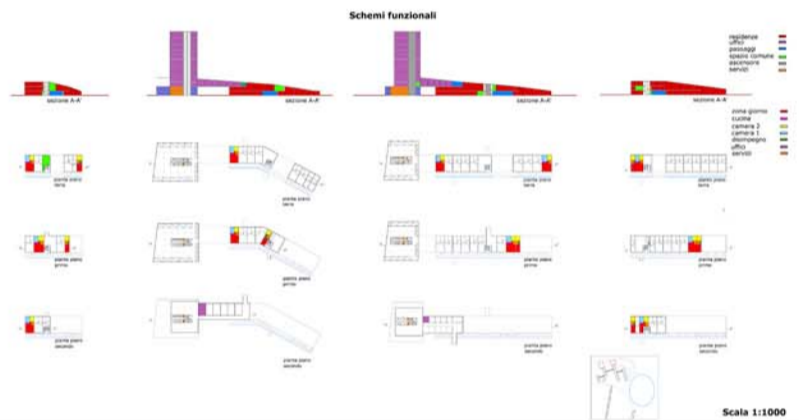 Schemi funzionali
residenze
uffici
passaggi
spazio comune
ascensore
servizi
sezione A-A'
sezione A-A'
sezione A-A'
sezione A-A'
zona giorno
cucina
camera 2
camera 1
disimpegno
uffici
servizi
pianta piano
terra
pianta piano
terra
pianta piano
terra
pianta piano
terra
pianta piano
primo
pianta piano
primo
pianta piano
primo
pianta piano
primo
pianta piano
secondo
pianta piano
secondo
pianta piano
secondo
pianta piano
secondo
Scala 1:1000